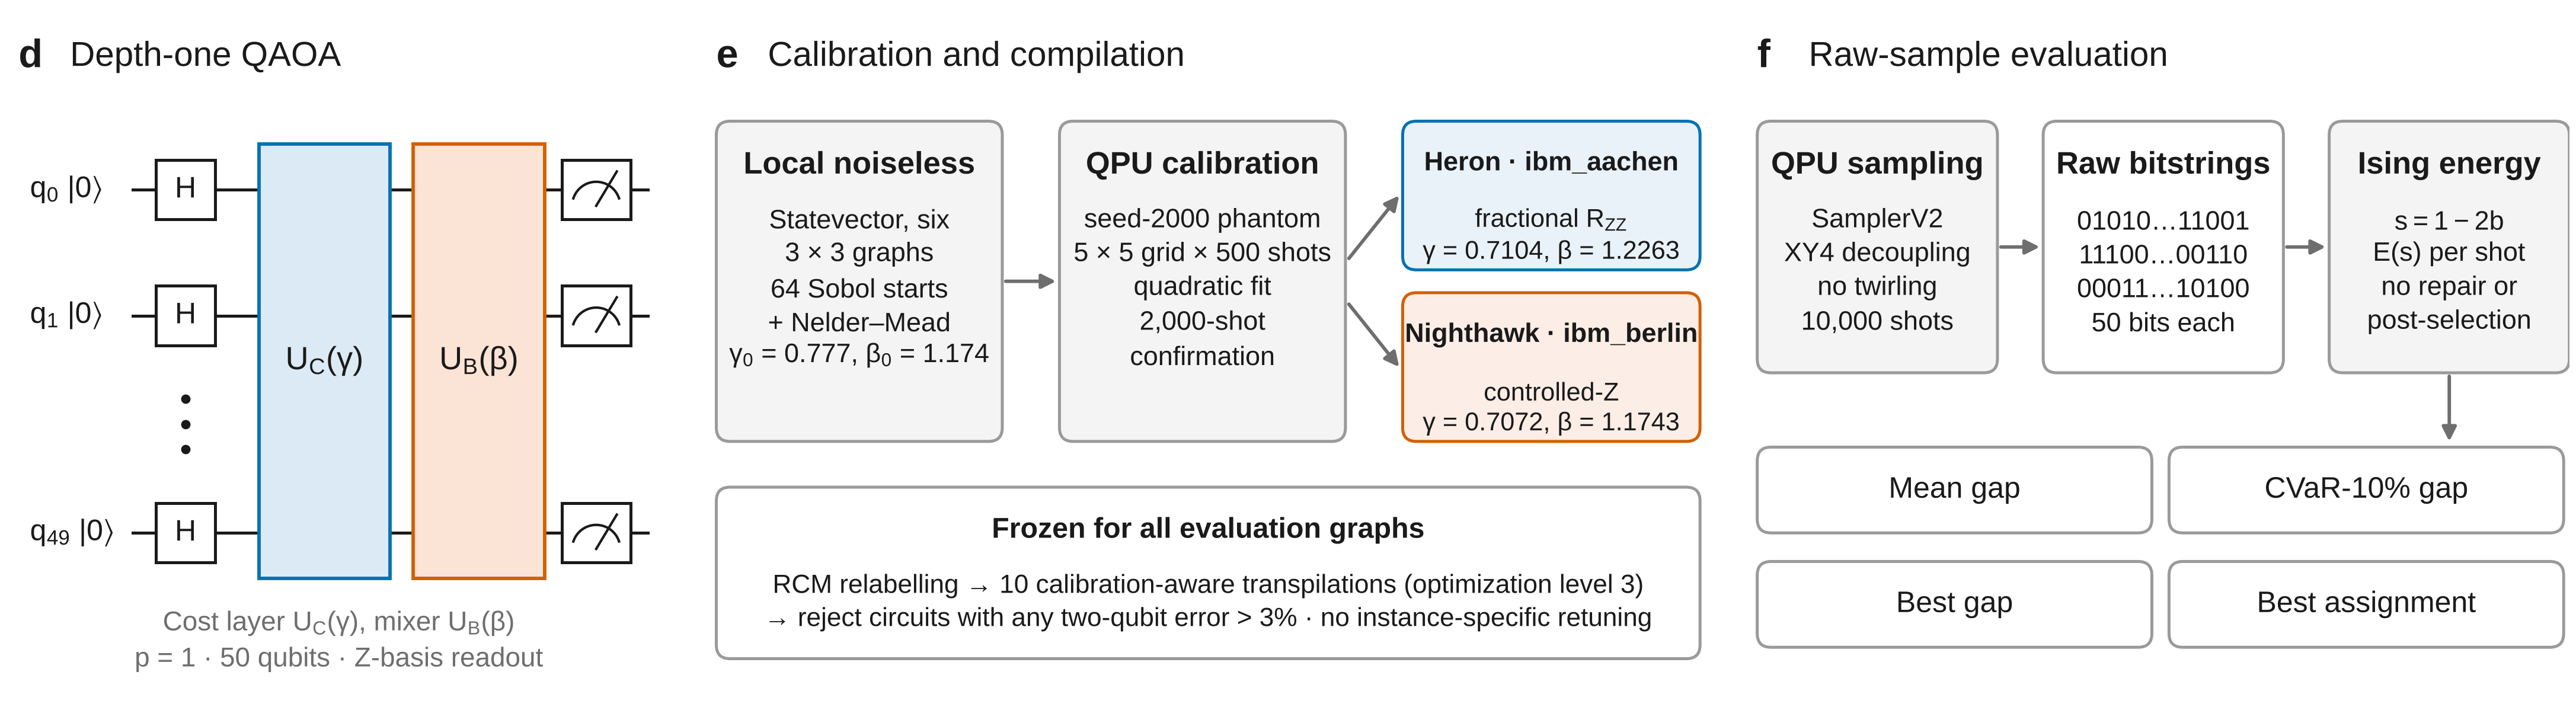 d Depth-one QAOA
q0 |0⟩ H
q1 |0⟩ H
UC(γ) UB(β)
q49 |0⟩ H
Cost layer UC(γ), mixer UB(β)
p = 1 · 50 qubits · Z-basis readout
e Calibration and compilation
Local noiseless
Statevector, six
3 × 3 graphs
64 Sobol starts
+ Nelder–Mead
γ0 = 0.777, β0 = 1.174
QPU calibration
seed-2000 phantom
5 × 5 grid × 500 shots
quadratic fit
2,000-shot
confirmation
Heron · ibm_aachen
fractional RZZ
γ = 0.7104, β = 1.2263
Nighthawk · ibm_berlin
controlled-Z
γ = 0.7072, β = 1.1743
Frozen for all evaluation graphs
RCM relabelling → 10 calibration-aware transpilations (optimization level 3)
→ reject circuits with any two-qubit error > 3% · no instance-specific retuning
f Raw-sample evaluation
QPU sampling
SamplerV2
XY4 decoupling
no twirling
10,000 shots
Raw bitstrings
01010…11001
11100…00110
00011…10100
50 bits each
Ising energy
s = 1 − 2b
E(s) per shot
no repair or
post-selection
Mean gap
CVaR-10% gap
Best gap
Best assignment